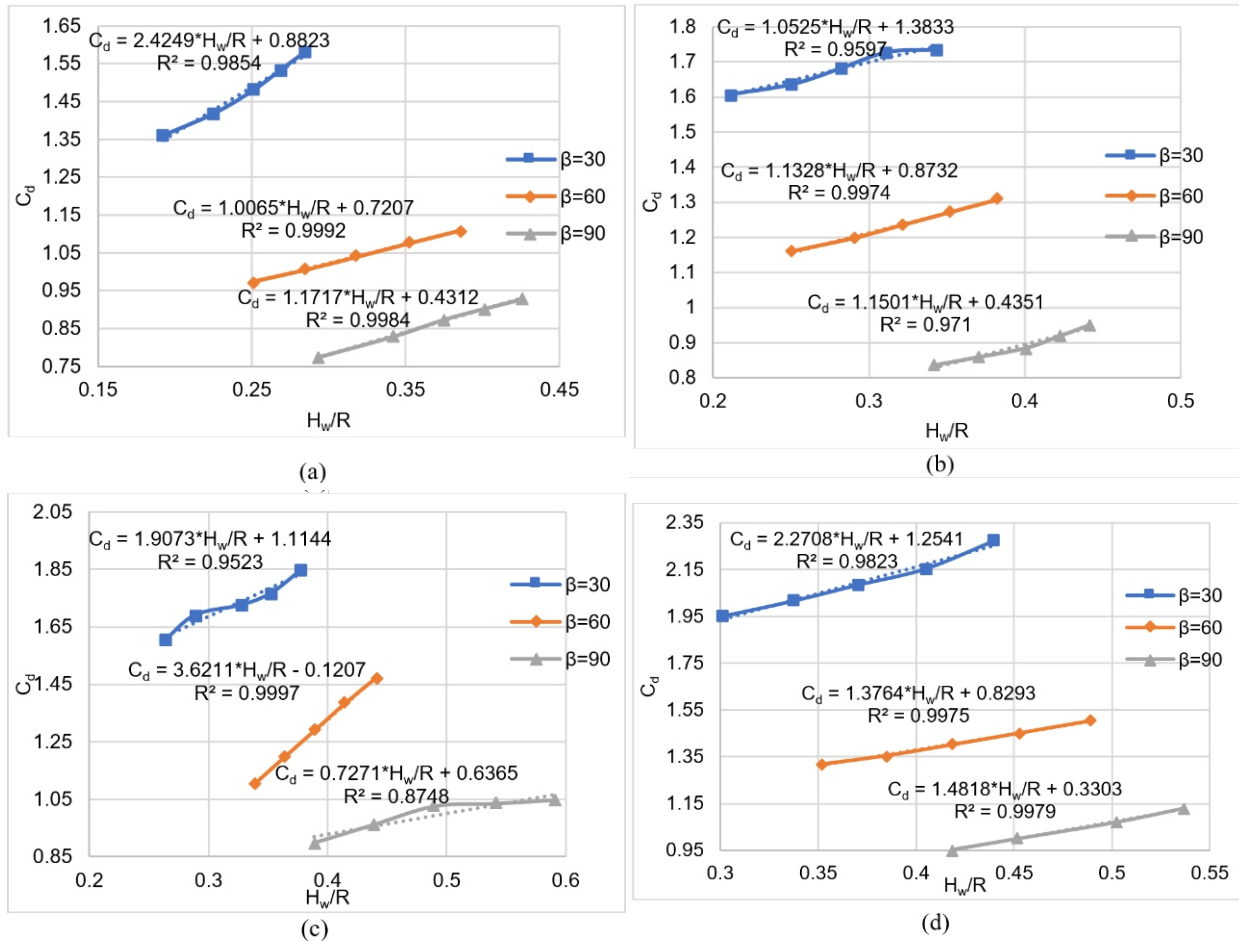 1.65
1.55
1.45
1.35
1.25
1.15
1.05
0.95
0.85
0.75
C_d
C_d = 2.4249*H_w/R + 0.8823
R² = 0.9854
C_d = 1.0065*H_w/R + 0.7207
R² = 0.9992
C_d = 1.1717*H_w/R + 0.4312
R² = 0.9984
β=30
β=60
β=90
0.15 0.25 0.35 0.45
H_w/R
(a)
1.8
1.7
1.6
1.5
1.4
1.3
1.2
1.1
1
0.9
0.8
C_d
C_d = 1.0525*H_w/R + 1.3833
R² = 0.9597
C_d = 1.1328*H_w/R + 0.8732
R² = 0.9974
C_d = 1.1501*H_w/R + 0.4351
R² = 0.971
β=30
β=60
β=90
0.2 0.3 0.4 0.5
H_w/R
(b)
2.05
1.85
1.65
1.45
1.25
1.05
0.85
C_d
C_d = 1.9073*H_w/R + 1.1144
R² = 0.9523
C_d = 3.6211*H_w/R - 0.1207
R² = 0.9997
C_d = 0.7271*H_w/R + 0.6365
R² = 0.8748
β=30
β=60
β=90
0.2 0.3 0.4 0.5 0.6
H_w/R
(c)
2.35
2.15
1.95
1.75
1.55
1.35
1.15
0.95
C_d
C_d = 2.2708*H_w/R + 1.2541
R² = 0.9823
C_d = 1.3764*H_w/R + 0.8293
R² = 0.9975
C_d = 1.4818*H_w/R + 0.3303
R² = 0.9979
β=30
β=60
β=90
0.3 0.35 0.4 0.45 0.5 0.55
H_w/R
(d)